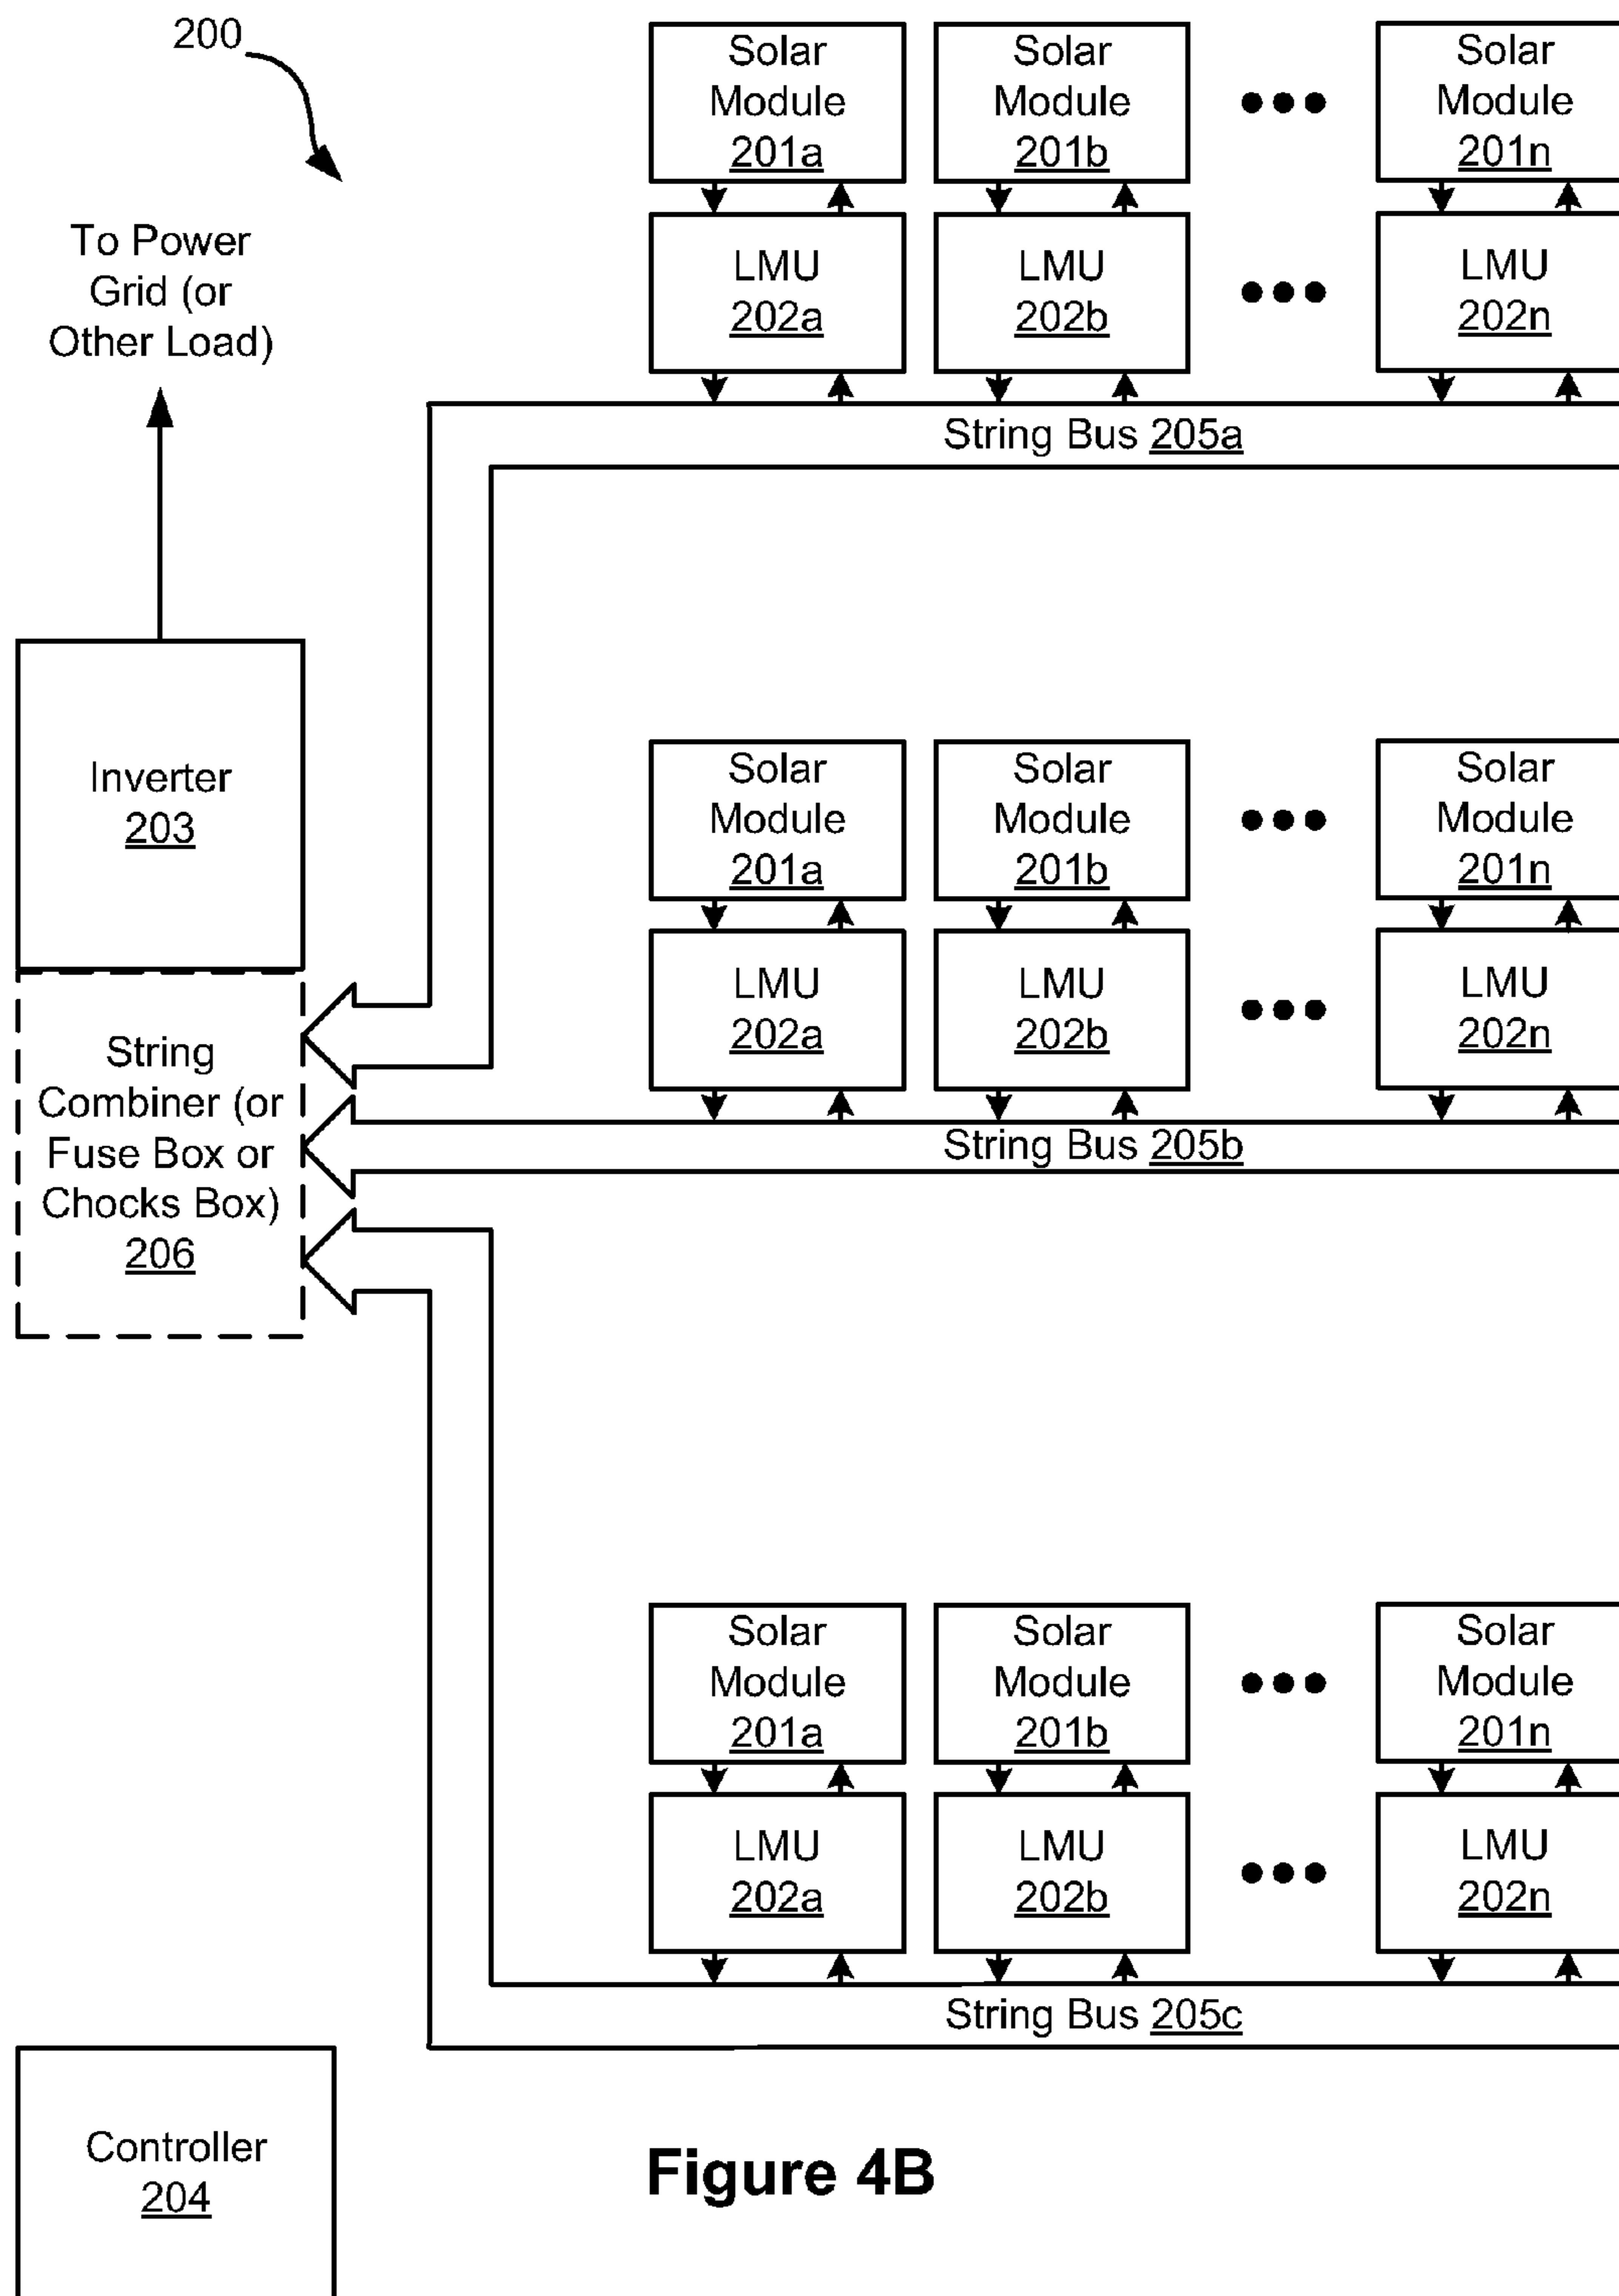 200
To Power
Grid (or
Other Load)
Solar
Module
201a
Solar
Module
201b
Solar
Module
201n
LMU
202a
LMU
202b
LMU
202n
String Bus 205a
Inverter
203
Solar
Module
201a
Solar
Module
201b
Solar
Module
201n
LMU
202a
LMU
202b
LMU
202n
String Bus 205b
String
Combiner (or
Fuse Box or
Chocks Box)
206
Solar
Module
201a
Solar
Module
201b
Solar
Module
201n
LMU
202a
LMU
202b
LMU
202n
String Bus 205c
Controller
204
Figure 4B